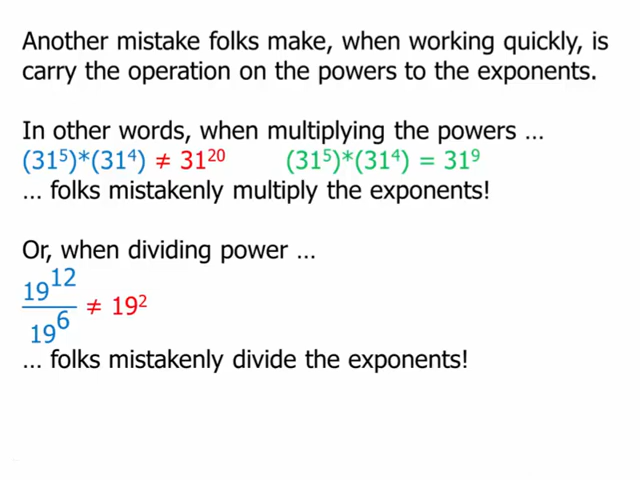 Another mistake folks make, when working quickly, is
carry the operation on the powers to the exponents.
In other words, when multiplying the powers …
(31⁵)*(31⁴) ≠ 31²⁰ (31⁵)*(31⁴) = 31⁹
… folks mistakenly multiply the exponents!
Or, when dividing power …
19¹²
19⁶
≠ 19²
… folks mistakenly divide the exponents!